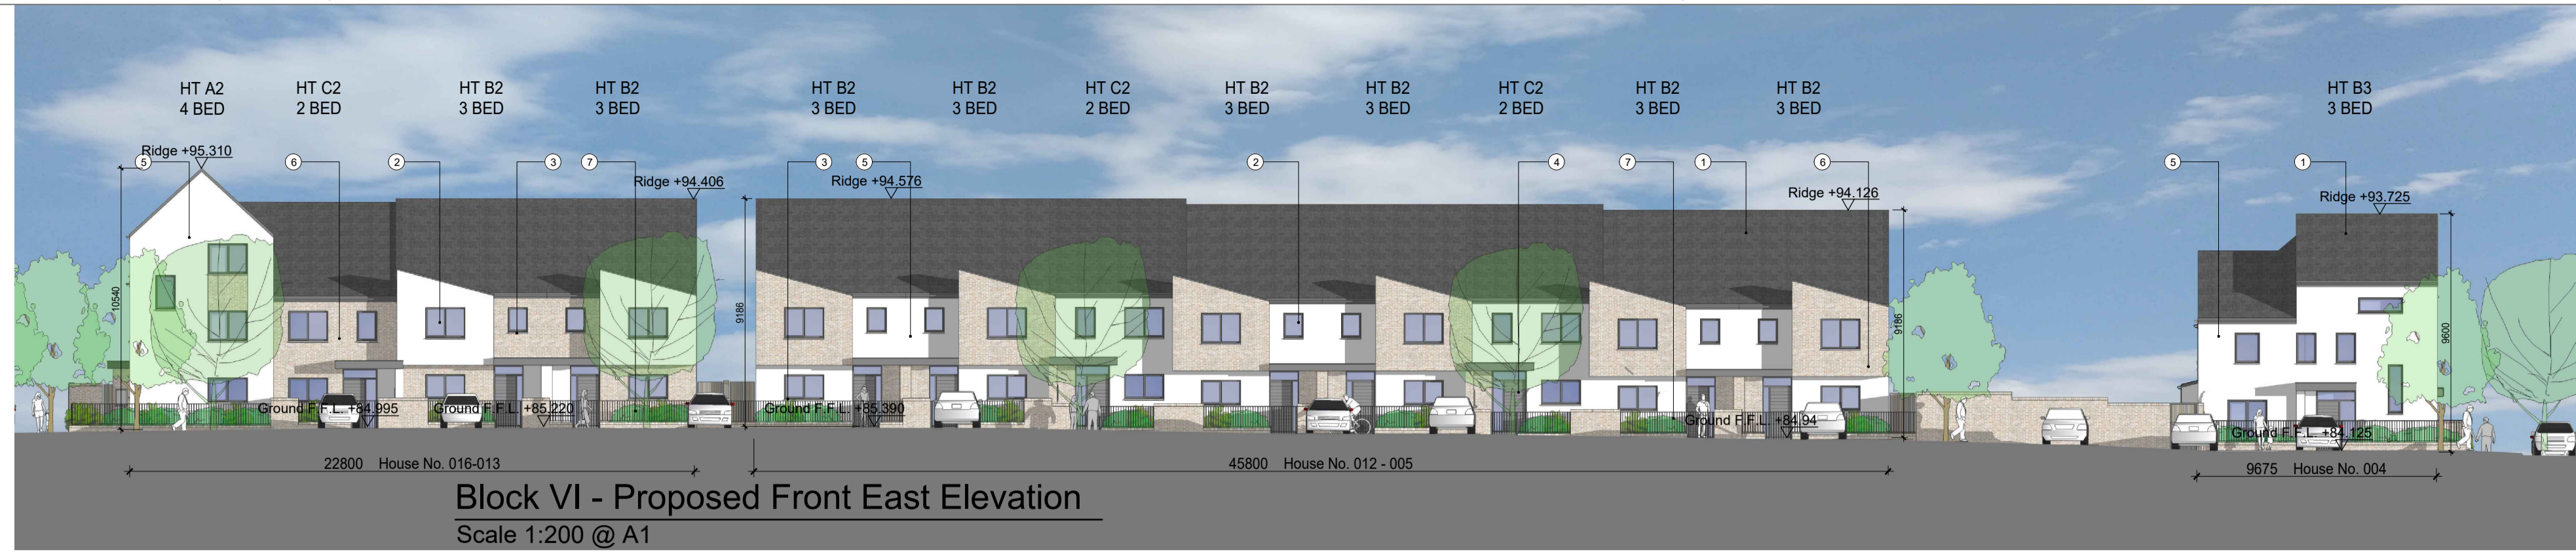 HT A2
4 BED
HT C2
2 BED
HT B2
3 BED
HT B2
3 BED
HT B2
3 BED
HT B2
3 BED
HT C2
2 BED
HT B2
3 BED
HT B2
3 BED
HT C2
2 BED
HT B2
3 BED
HT B2
3 BED
HT B3
3 BED
Ridge +95.310
5
6
2
3
7
3
5
2
4
7
1
6
5
1
Ridge +94.406
Ridge +94.576
Ridge +94.126
Ridge +93.725
10540
9186
9186
9600
Ground F.F.L. +84.995
Ground F.F.L. +85.220
Ground F.F.L. +85.390
Ground F.F.L. +84.94
Ground F.F.L. +84.125
22800 House No. 016-013
45800 House No. 012 - 005
9675 House No. 004
Block VI - Proposed Front East Elevation
Scale 1:200 @ A1